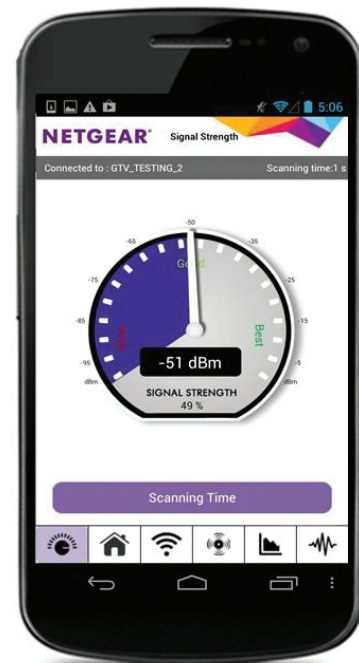 5:06
NETGEAR® Signal Strength
Connected to : GTV_TESTING_2 Scanning time:1 s
-50
-65 -35
Good
-75 -25
-85 -15
Poor Best
-95 -5
-51 dBm
dBm dBm
SIGNAL STRENGTH
49 %
Scanning Time